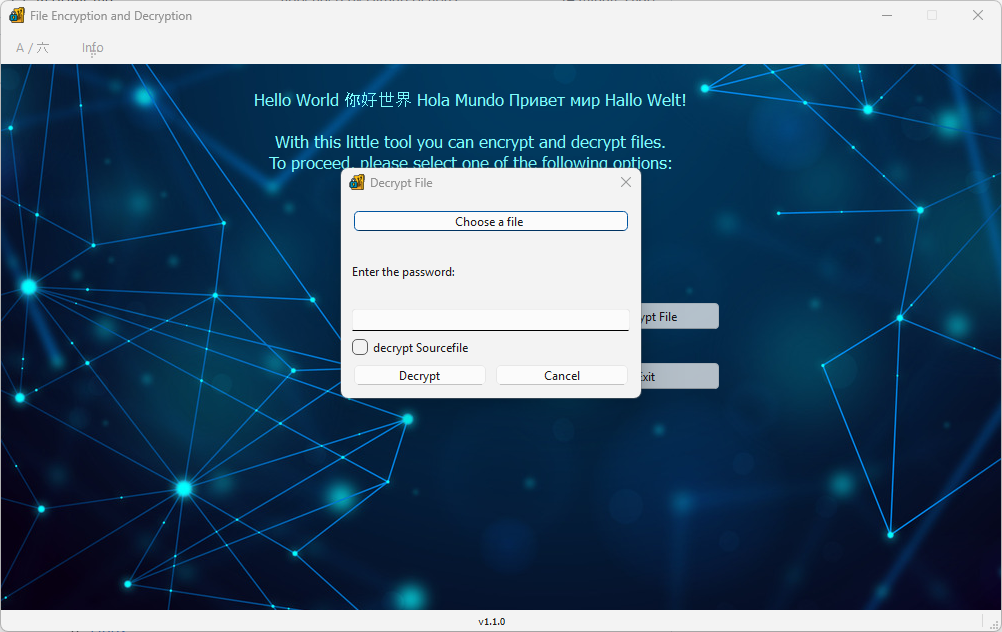 File Encryption and Decryption
A / 六 Info
Hello World 你好世界 Hola Mundo Привет мир Hallo Welt!
With this little tool you can encrypt and decrypt files.
To proceed, please select one of the following options:
Decrypt File
Choose a file
Enter the password:
ypt File
decrypt Sourcefile
Decrypt Cancel
Exit
v1.1.0